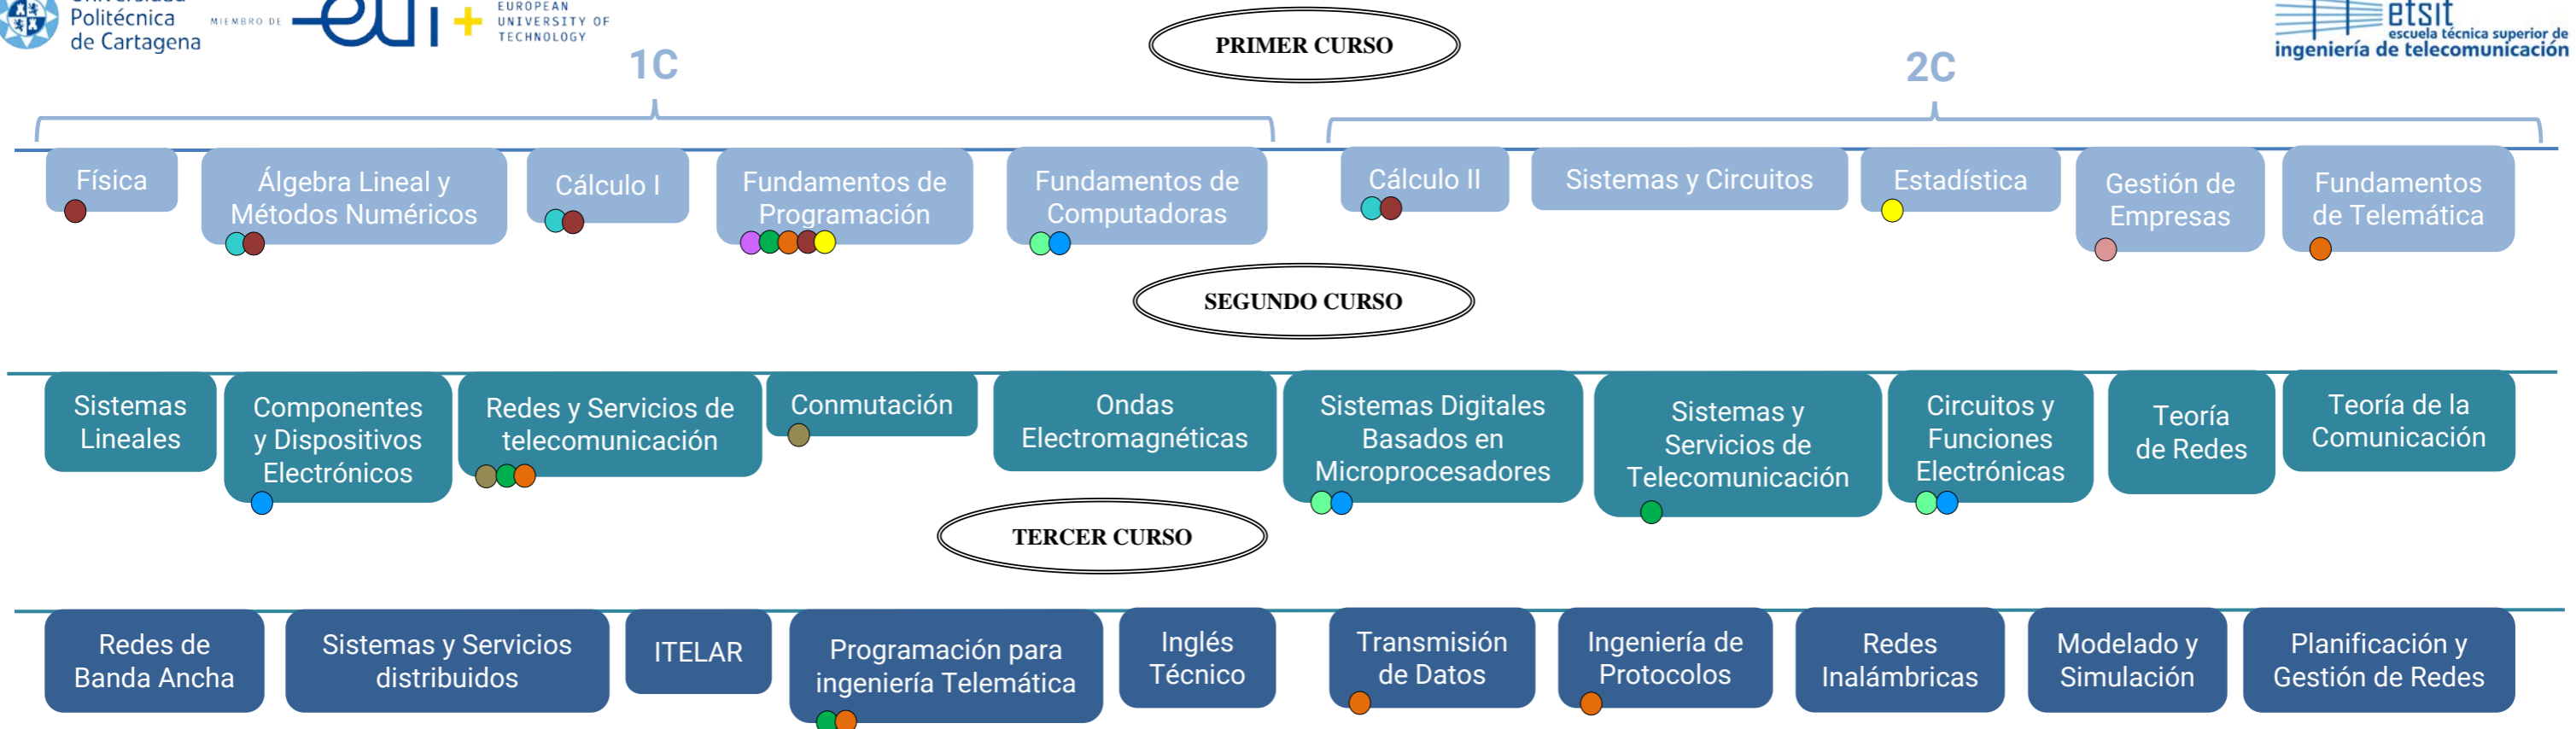 Universidad
Politécnica
de Cartagena
MIEMBRO DE
EUROPEAN
UNIVERSITY OF
TECHNOLOGY
etsit
escuela técnica superior de
ingeniería de telecomunicación
PRIMER CURSO
1C
2C
Física
Álgebra Lineal y
Métodos Numéricos
Cálculo I
Fundamentos de
Programación
Fundamentos de
Computadoras
Cálculo II
Sistemas y Circuitos
Estadística
Gestión de
Empresas
Fundamentos
de Telemática
SEGUNDO CURSO
Sistemas
Lineales
Componentes
y Dispositivos
Electrónicos
Redes y Servicios de
telecomunicación
Conmutación
Ondas
Electromagnéticas
Sistemas Digitales
Basados en
Microprocesadores
Sistemas y
Servicios de
Telecomunicación
Circuitos y
Funciones
Electrónicas
Teoría
de Redes
Teoría de la
Comunicación
TERCER CURSO
Redes de
Banda Ancha
Sistemas y Servicios
distribuidos
ITELAR
Programación para
ingeniería Telemática
Inglés
Técnico
Transmisión
de Datos
Ingeniería de
Protocolos
Redes
Inalámbricas
Modelado y
Simulación
Planificación y
Gestión de Redes